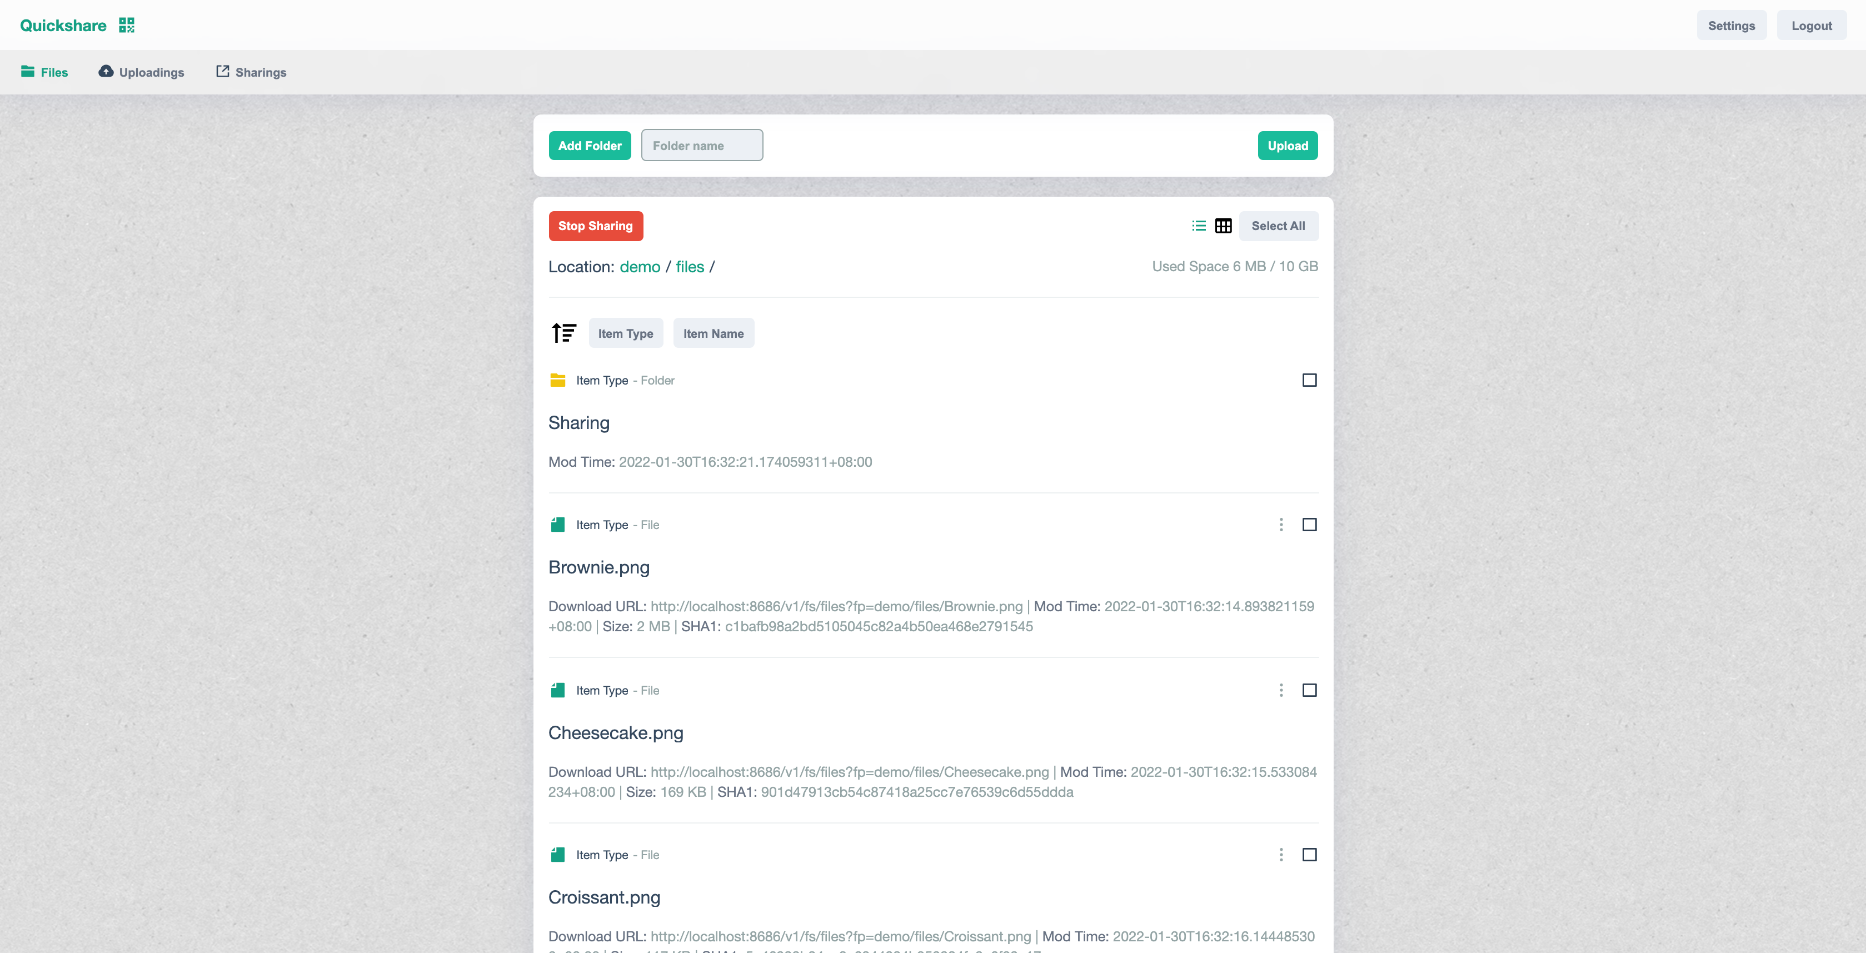 Quickshare
Settings
Logout
Files
Uploadings
Sharings
Add Folder
Folder name
Upload
Stop Sharing
Select All
Location: demo / files /
Used Space 6 MB / 10 GB
Item Type
Item Name
Item Type - Folder
Sharing
Mod Time: 2022-01-30T16:32:21.174059311+08:00
Item Type - File
Brownie.png
Download URL: http://localhost:8686/v1/fs/files?fp=demo/files/Brownie.png | Mod Time: 2022-01-30T16:32:14.893821159
+08:00 | Size: 2 MB | SHA1: c1bafb98a2bd5105045c82a4b50ea468e2791545
Item Type - File
Cheesecake.png
Download URL: http://localhost:8686/v1/fs/files?fp=demo/files/Cheesecake.png | Mod Time: 2022-01-30T16:32:15.533084
234+08:00 | Size: 169 KB | SHA1: 901d47913cb54c87418a25cc7e76539c6d55ddda
Item Type - File
Croissant.png
Download URL: http://localhost:8686/v1/fs/files?fp=demo/files/Croissant.png | Mod Time: 2022-01-30T16:32:16.14448530